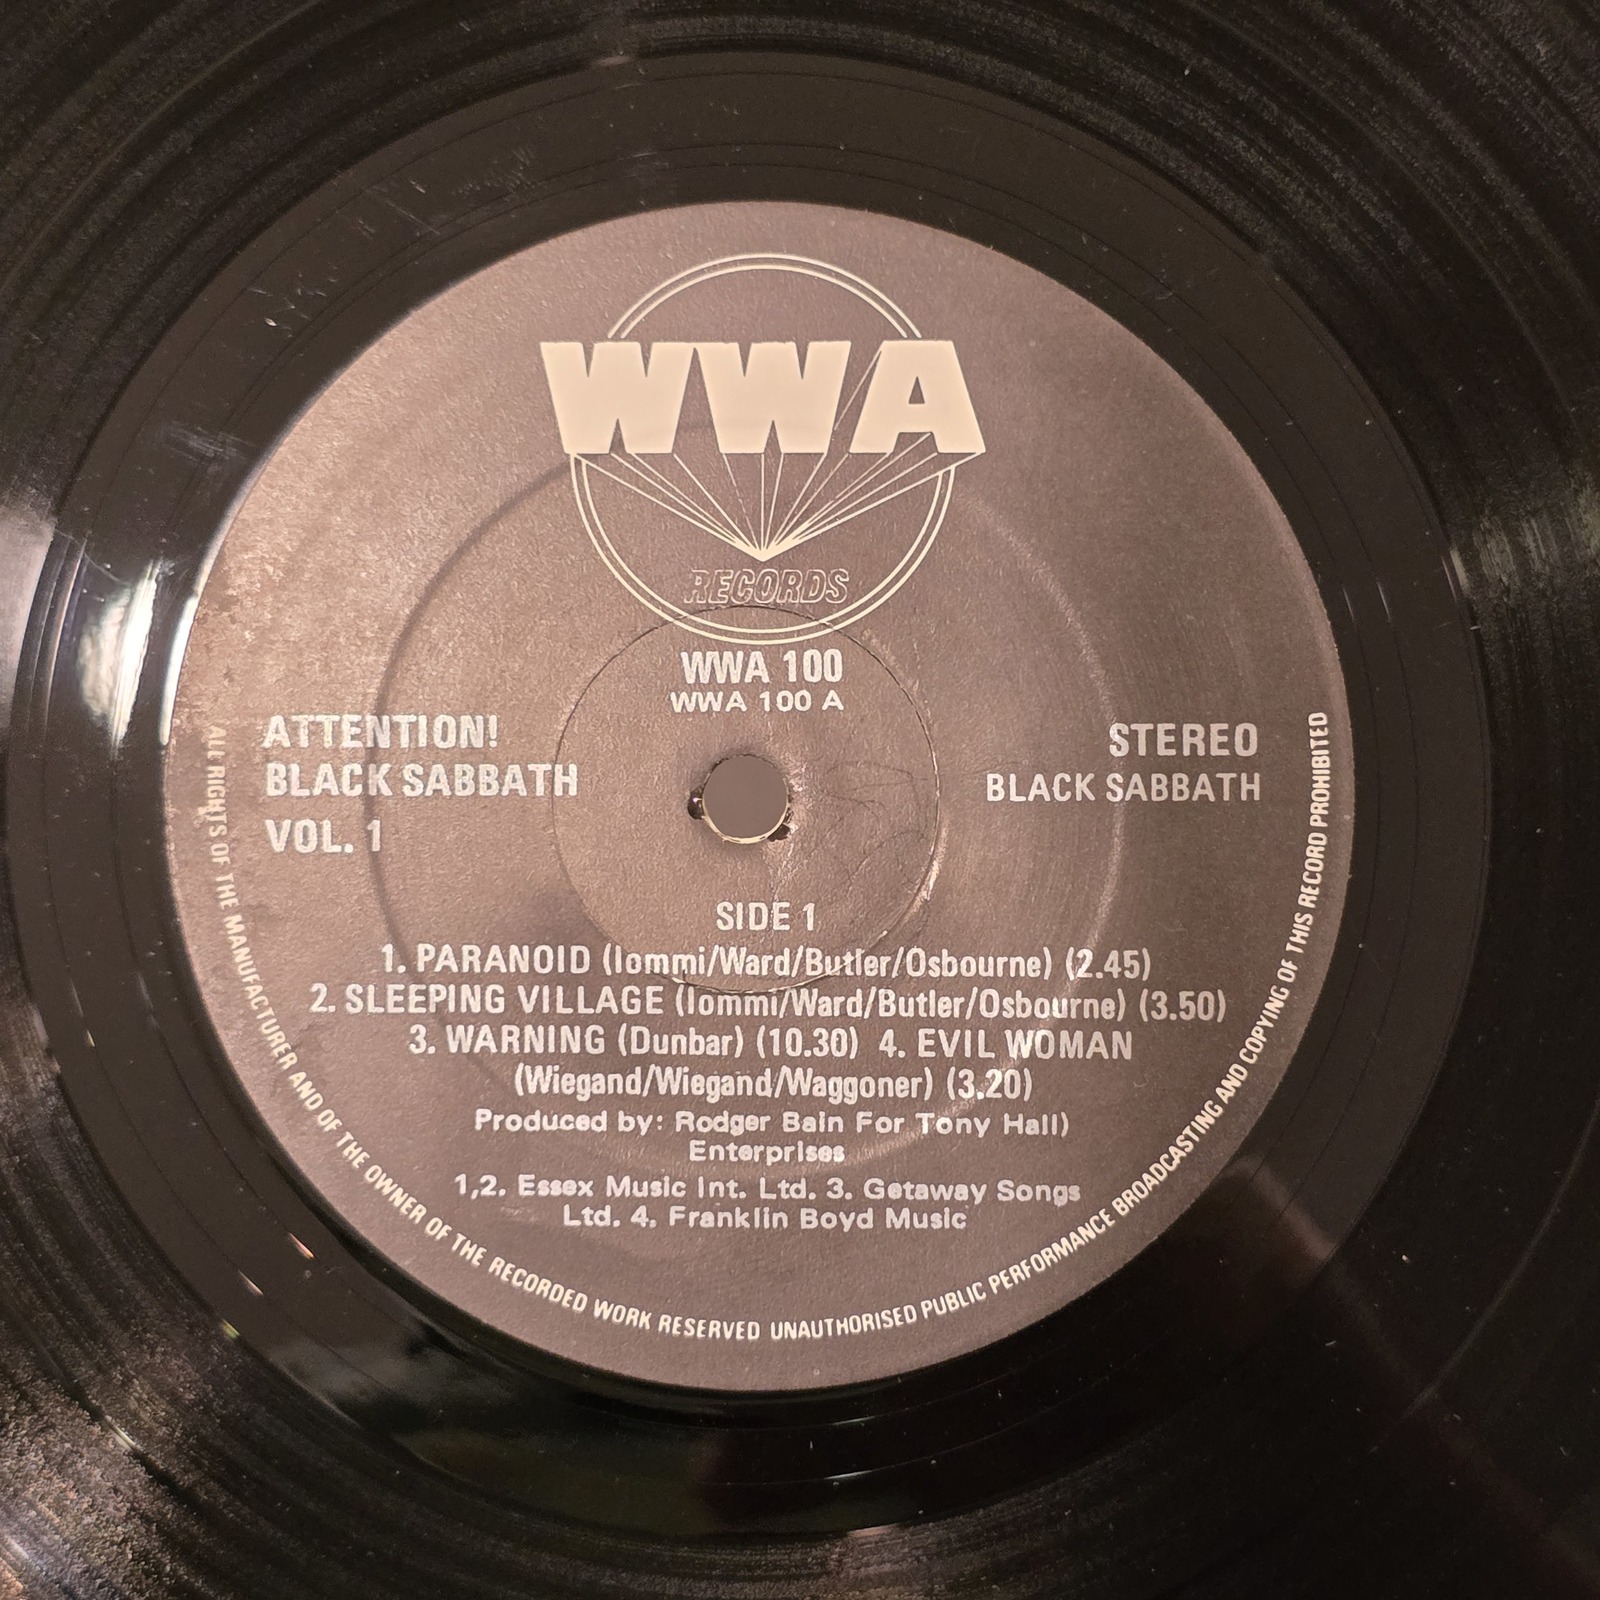 WWA
RECORDS
WWA 100
WWA 100 A
ATTENTION!
BLACK SABBATH
VOL. 1
STEREO
BLACK SABBATH
SIDE 1
1. PARANOID (Iommi/Ward/Butler/Osbourne) (2.45)
2. SLEEPING VILLAGE (Iommi/Ward/Butler/Osbourne) (3.50)
3. WARNING (Dunbar) (10.30) 4. EVIL WOMAN
(Wiegand/Wiegand/Waggoner) (3.20)
Produced by: Rodger Bain For Tony Hall)
Enterprises
1,2. Essex Music Int. Ltd. 3. Getaway Songs
Ltd. 4. Franklin Boyd Music
ALL RIGHTS OF THE MANUFACTURER AND OF THE OWNER OF THE RECORDED WORK RESERVED UNAUTHORISED PUBLIC PERFORMANCE BROADCASTING AND COPYING OF THIS RECORD PROHIBITED